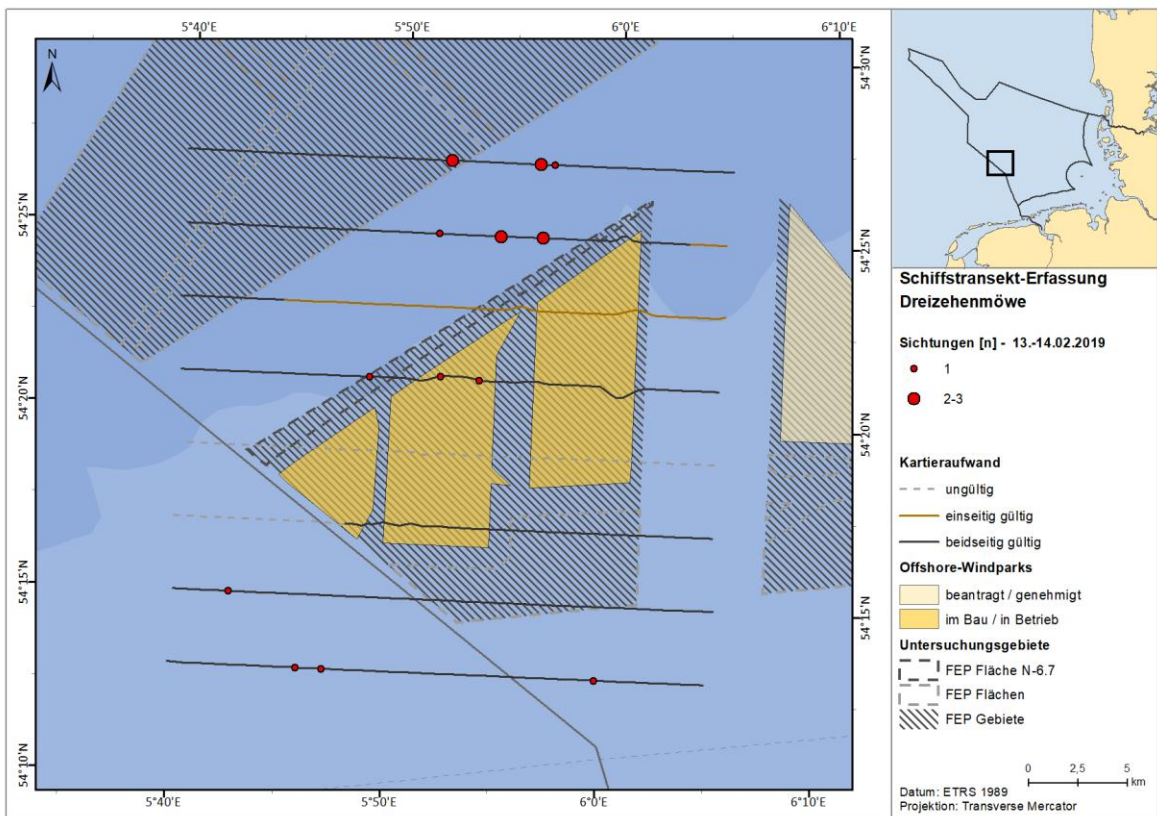 5°40'E
5°50'E
6°0'E
6°10'E
N
54°30'N
54°25'N
54°25'N
54°20'N
54°20'N
54°15'N
54°15'N
54°10'N
5°40'E
5°50'E
6°0'E
6°10'E
Schiffstransekt-Erfassung
Dreizehenmöwe
Sichtungen [n] - 13.-14.02.2019
1
2-3
Kartieraufwand
ungültig
einseitig gültig
beidseitig gültig
Offshore-Windparks
beantragt / genehmigt
im Bau / in Betrieb
Untersuchungsgebiete
FEP Fläche N-6.7
FEP Flächen
FEP Gebiete
0 2,5 5
km
Datum: ETRS 1989
Projektion: Transverse Mercator